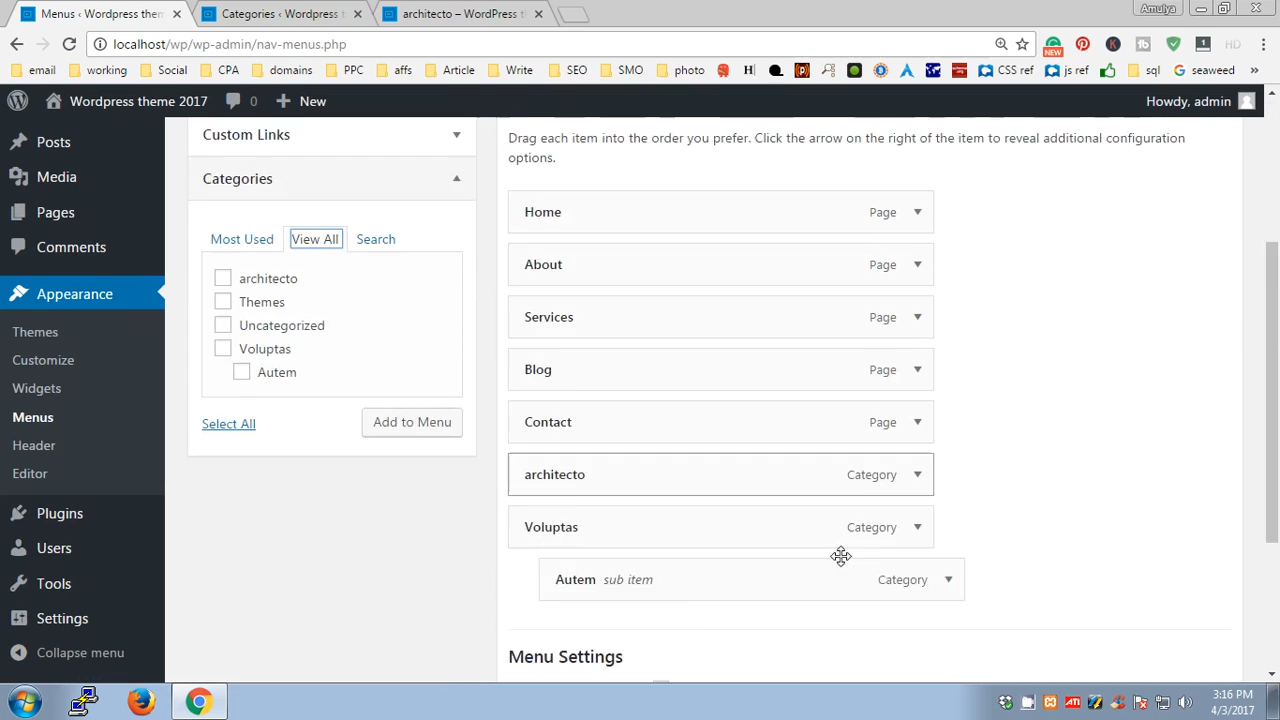 Menus ‹ Wordpress them
Categories ‹ Wordpress t
architecto – WordPress t
Amulya
localhost/wp/wp-admin/nav-menus.php
NEW
1
HD
email
working
Social
CPA
domains
PPC
affs
Article
Write
SEO
SMO
photo
CSS ref
js ref
sql
seaweed
»
Wordpress theme 2017
0
New
Howdy, admin
Posts
Media
Pages
Comments
Appearance
Themes
Customize
Widgets
Menus
Header
Editor
Plugins
Users
Tools
Settings
Collapse menu
Custom Links
Categories
Most Used
View All
Search
architecto
Themes
Uncategorized
Voluptas
Autem
Select All
Add to Menu
Drag each item into the order you prefer. Click the arrow on the right of the item to reveal additional configuration
options.
Home Page
About Page
Services Page
Blog Page
Contact Page
architecto Category
Voluptas Category
Autem sub item Category
Menu Settings
3:16 PM
4/3/2017